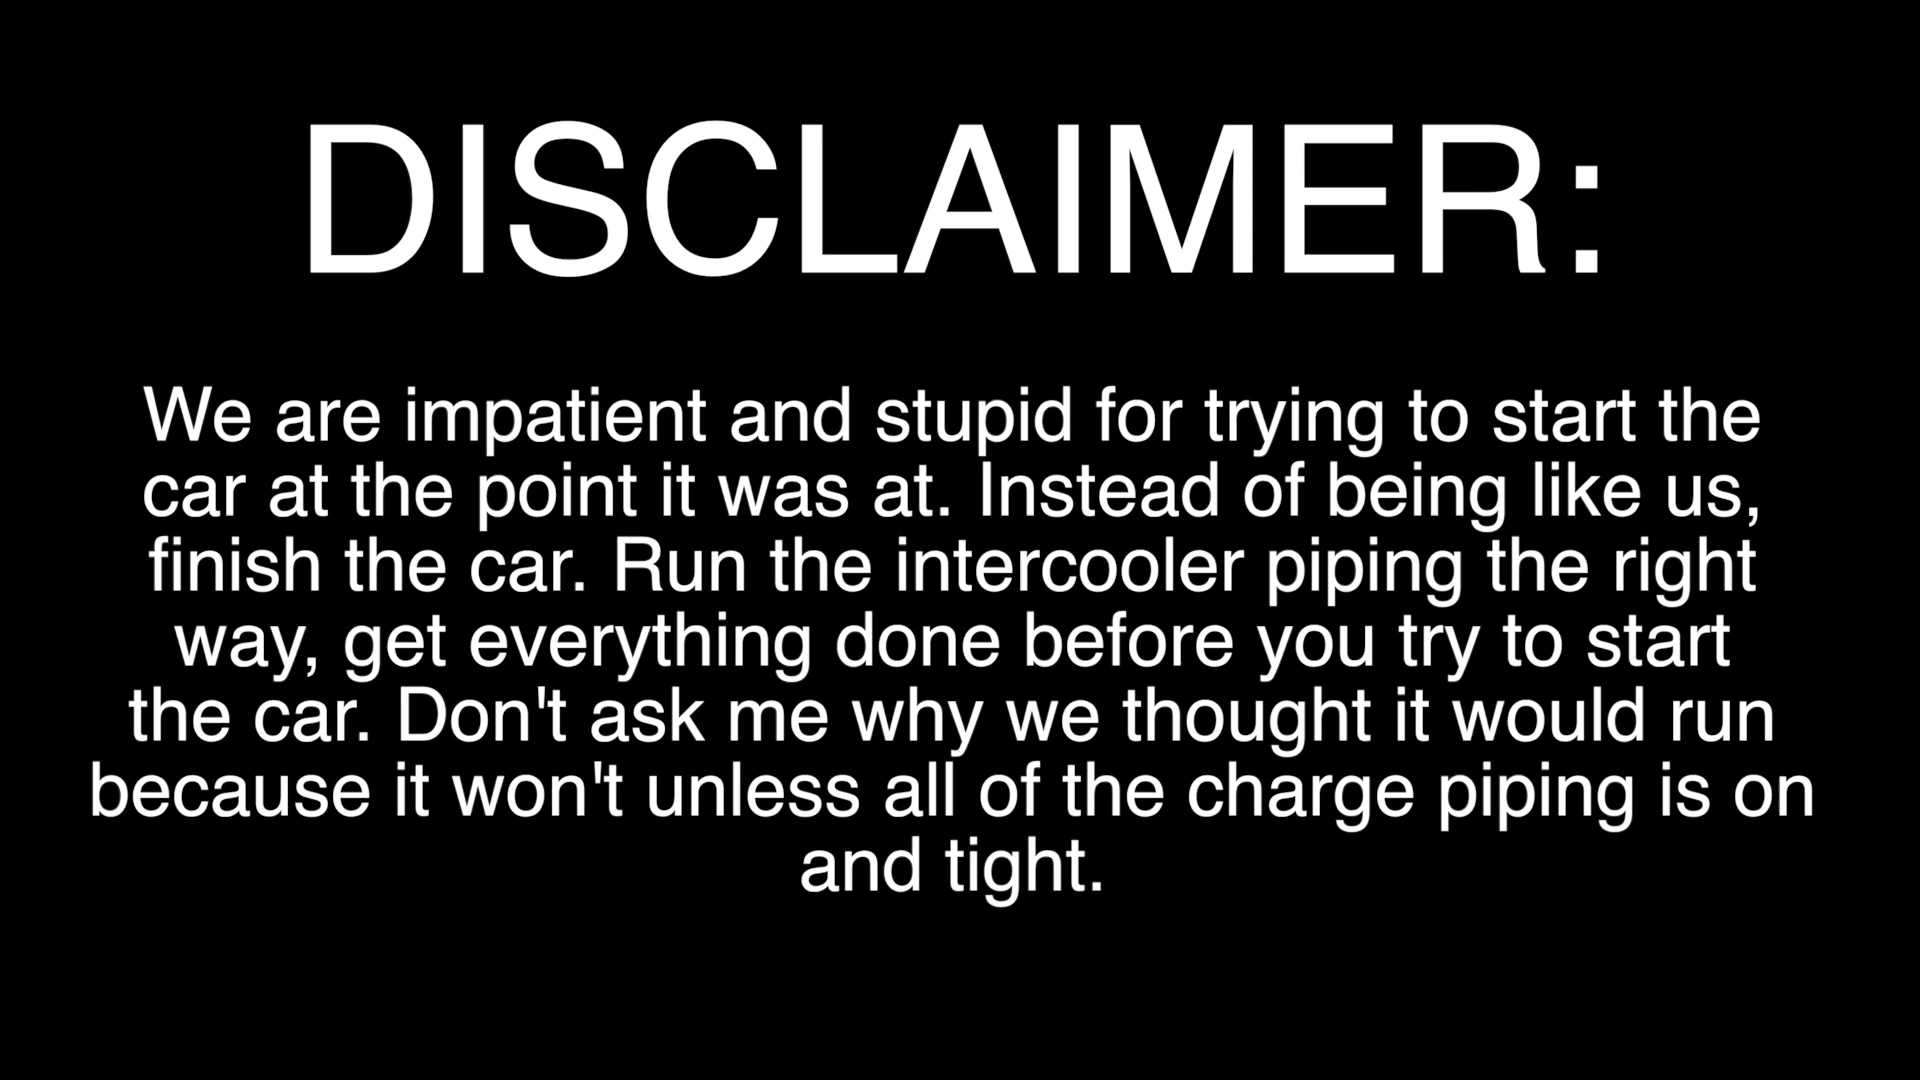 DISCLAIMER:
We are impatient and stupid for trying to start the
car at the point it was at. Instead of being like us,
finish the car. Run the intercooler piping the right
way, get everything done before you try to start
the car. Don't ask me why we thought it would run
because it won't unless all of the charge piping is on
and tight.